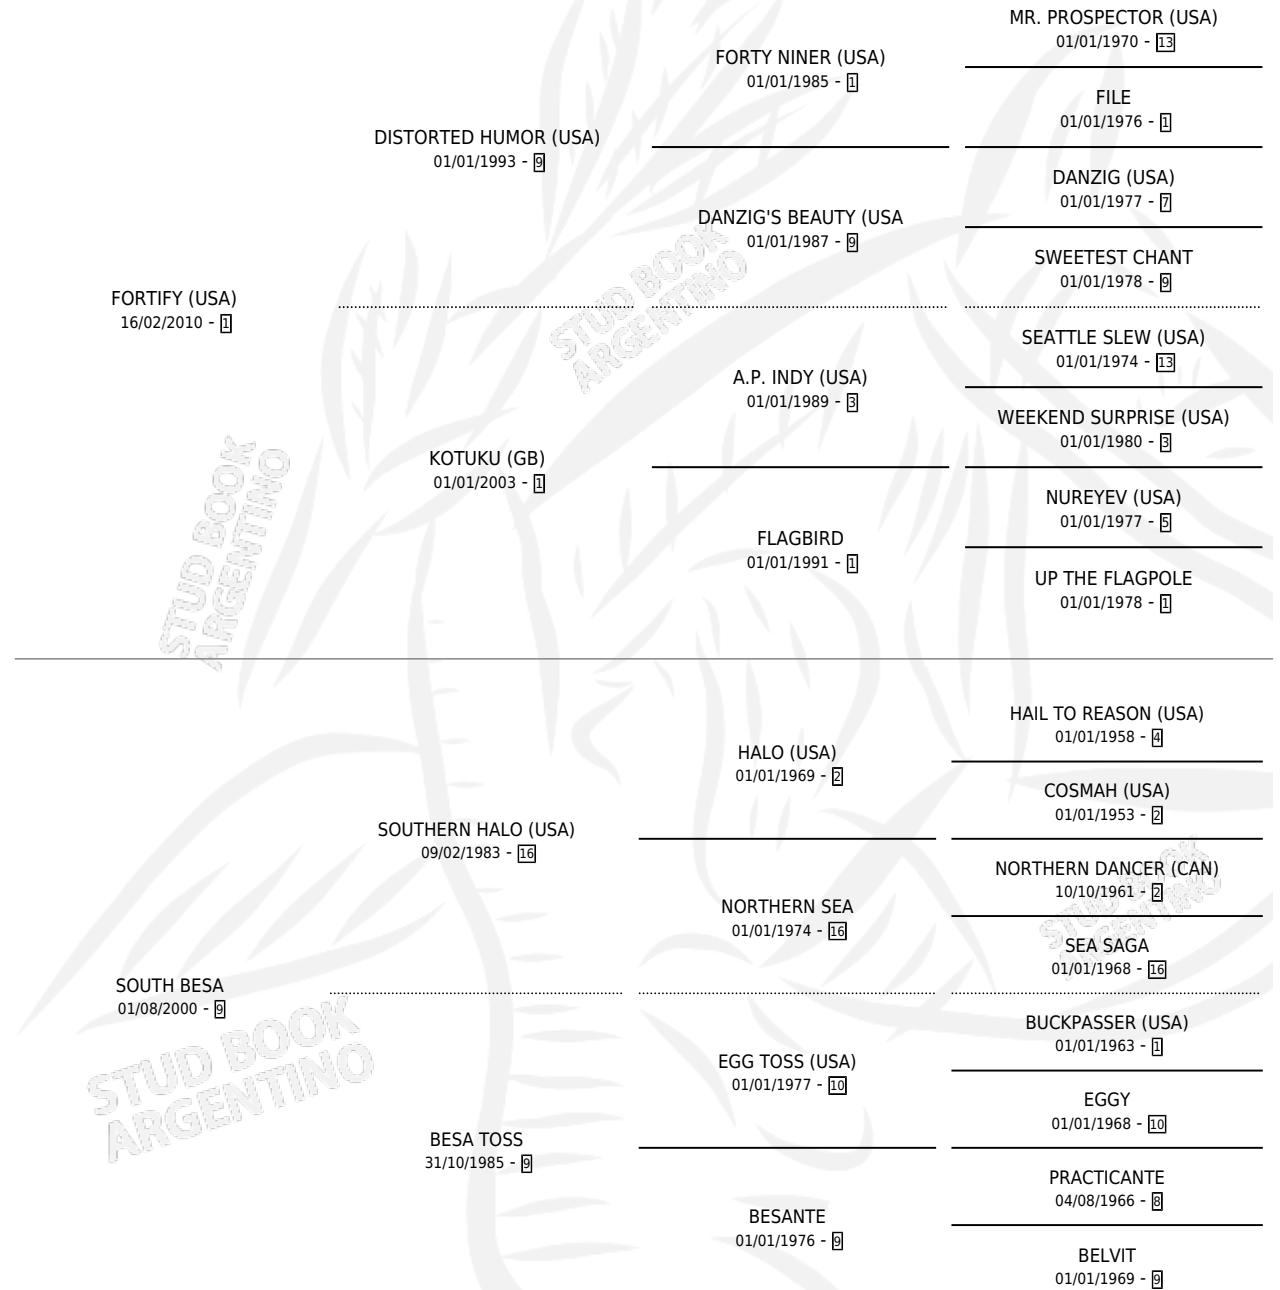 MR. PROSPECTOR (USA)
01/01/1970 - 13
FORTY NINER (USA)
01/01/1985 - 1
FILE
01/01/1976 - 1
DISTORTED HUMOR (USA)
01/01/1993 - 9
DANZIG (USA)
01/01/1977 - 7
DANZIG'S BEAUTY (USA
01/01/1987 - 9
SWEETEST CHANT
01/01/1978 - 9
FORTIFY (USA)
16/02/2010 - 1
STUD BOOK
ARGENTINO
SEATTLE SLEW (USA)
01/01/1974 - 13
A.P. INDY (USA)
01/01/1989 - 3
WEEKEND SURPRISE (USA)
01/01/1980 - 3
KOTUKU (GB)
01/01/2003 - 1
NUREYEV (USA)
01/01/1977 - 5
FLAGBIRD
01/01/1991 - 1
UP THE FLAGPOLE
01/01/1978 - 1
STUD BOOK
ARGENTINO
HAIL TO REASON (USA)
01/01/1958 - 4
HALO (USA)
01/01/1969 - 2
COSMAH (USA)
01/01/1953 - 2
SOUTHERN HALO (USA)
09/02/1983 - 16
NORTHERN DANCER (CAN)
10/10/1961 - 2
NORTHERN SEA
01/01/1974 - 16
SEA SAGA
01/01/1968 - 16
STUD BOOK
ARGENTINO
SOUTH BESA
01/08/2000 - 9
BUCKPASSER (USA)
01/01/1963 - 1
EGG TOSS (USA)
01/01/1977 - 10
EGGY
01/01/1968 - 10
STUD BOOK
ARGENTINO
BESA TOSS
31/10/1985 - 9
PRACTICANTE
04/08/1966 - 8
BESANTE
01/01/1976 - 9
BELVIT
01/01/1969 - 9